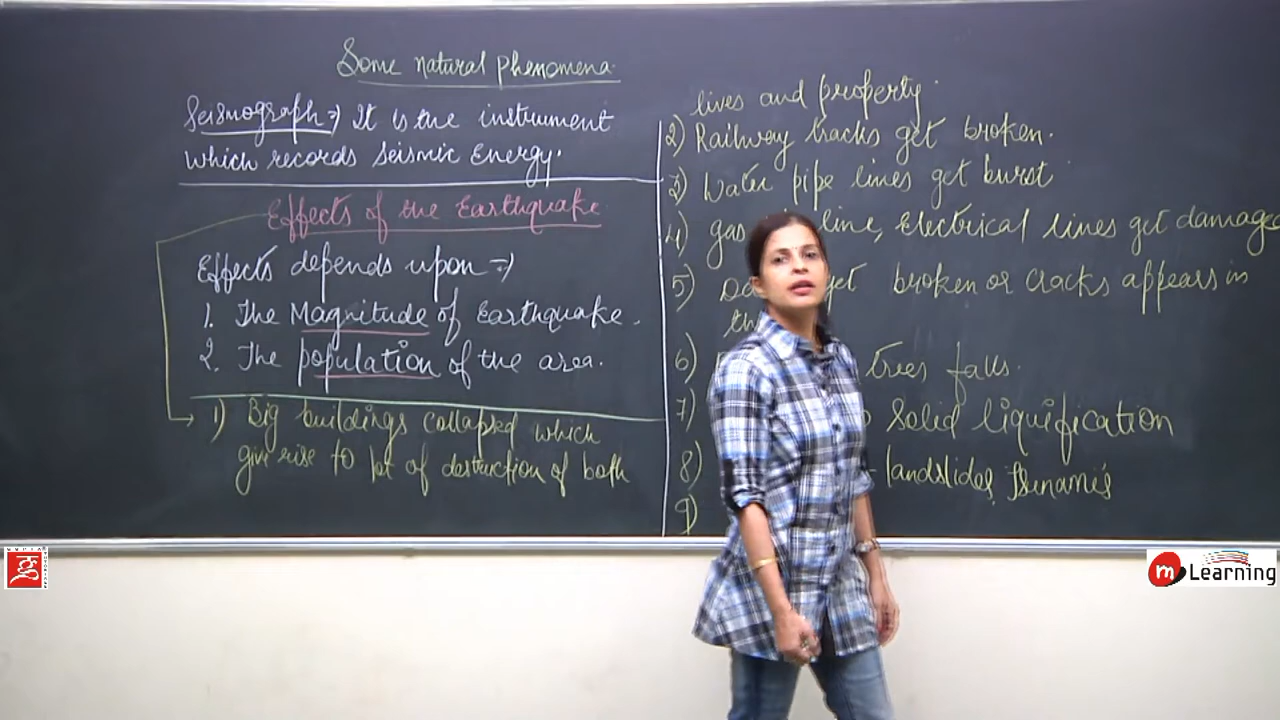 Some natural phenomena.
Seismograph ⇒ It is the instrument
which records Seismic Energy.
Effects of the Earthquake
Effects depends upon :-)
1. The Magnitude of Earthquake.
2. The population of the area.
1) Big buildings collapsed which
give rise to lot of destruction of both
lives and property.
2) Railway tracks get broken.
3) Water pipe lines get burst
4) gas line, Electrical lines get damaged
5) get broken or cracks appears in
6) trees falls.
7) Solid liquification
8) - landslides, Tsunami's
9)
m Learning